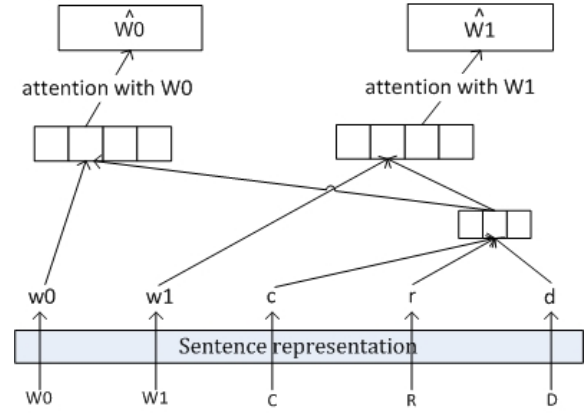 Ŵ0 Ŵ1
attention with W0 attention with W1
w0 w1 c r d
Sentence representation
W0 W1 C R D